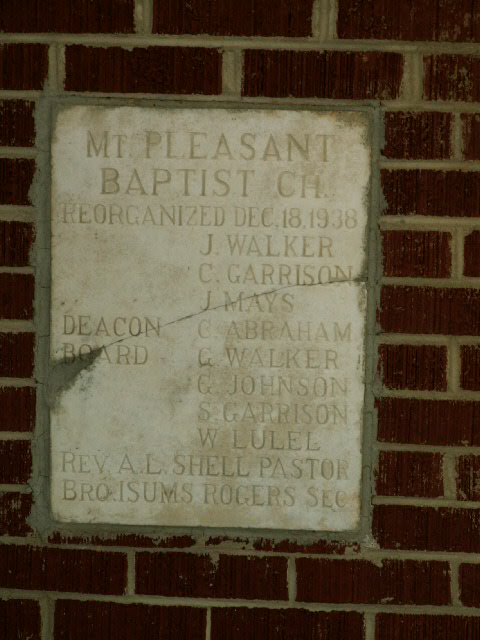 MT. PLEASANT
BAPTIST CH.
REORGANIZED DEC. 18, 1938
J. WALKER
C. GARRISON
J. MAYS
DEACON C. ABRAHAM
BOARD G. WALKER
G. JOHNSON
S. GARRISON
W. LULEL
REV. A. L. SHELL PASTOR
BRO. ISUMS ROGERS SEC.